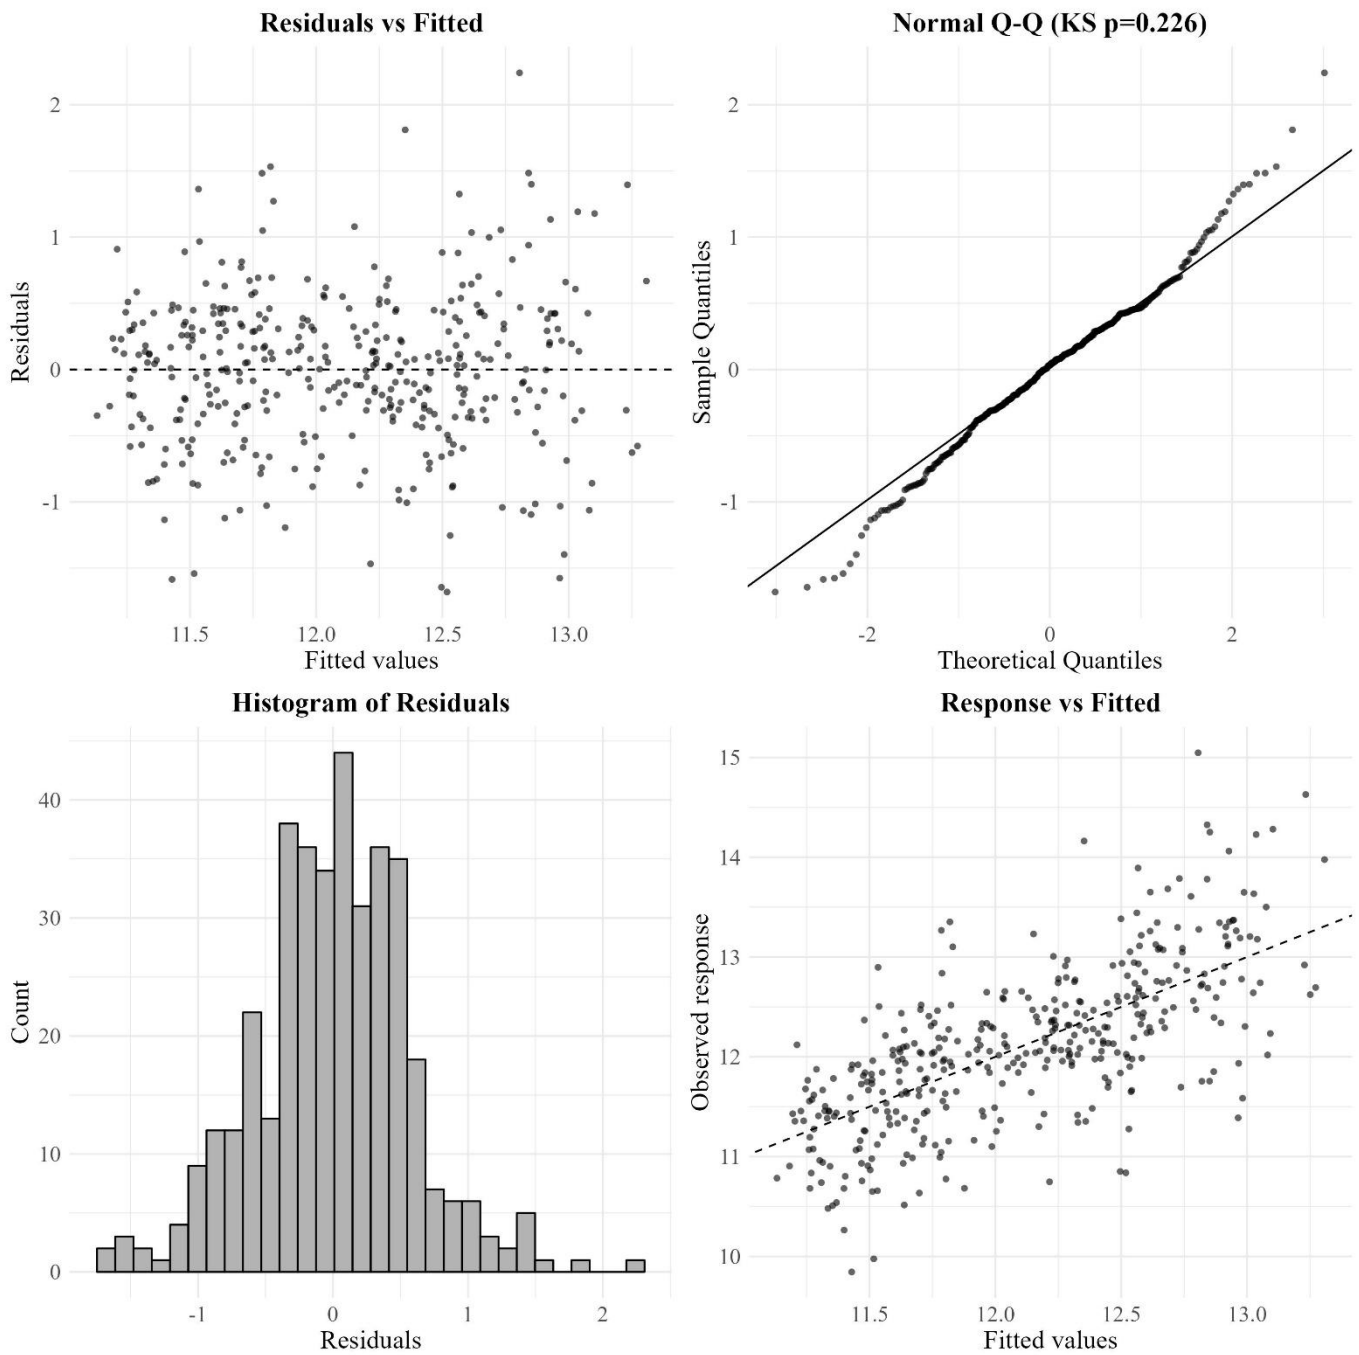 Residuals vs Fitted
Residuals
2
1
0
-1
11.5 12.0 12.5 13.0
Fitted values
Normal Q-Q (KS p=0.226)
Sample Quantiles
2
1
0
-1
-2 0 2
Theoretical Quantiles
Histogram of Residuals
Count
40
30
20
10
0
-1 0 1 2
Residuals
Response vs Fitted
Observed response
15
14
13
12
11
10
11.5 12.0 12.5 13.0
Fitted values